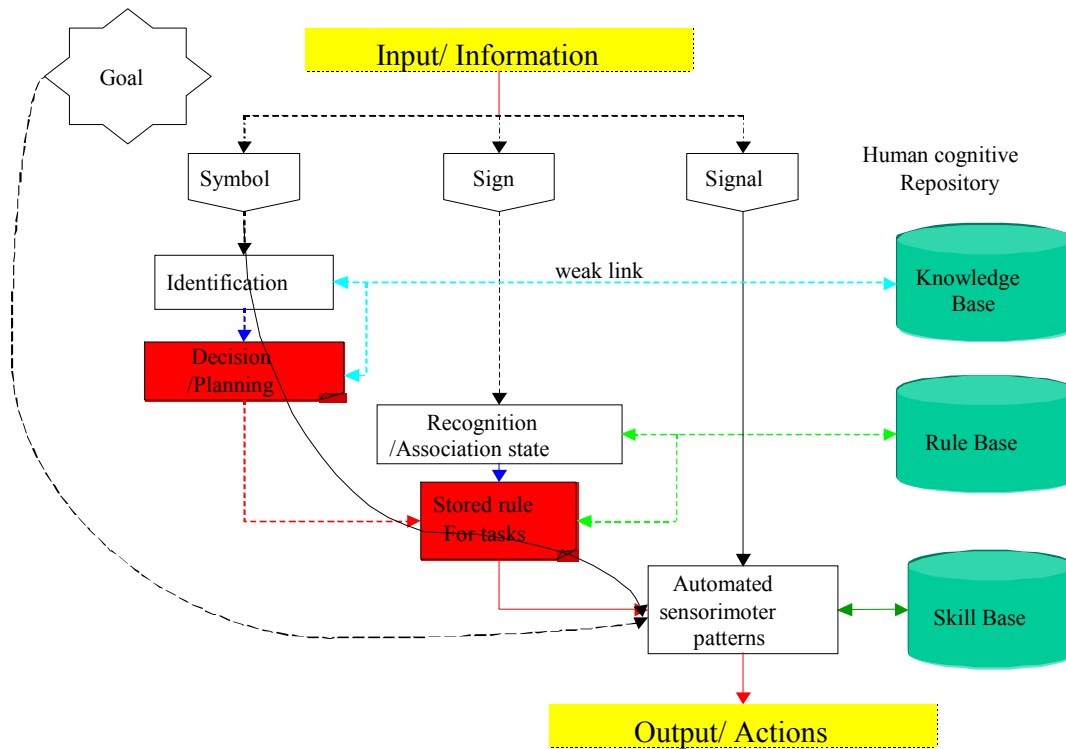 Input/ Information
Goal
Symbol
Sign
Signal
Human cognitive
Repository
Identification
weak link
Knowledge
Base
Decision
/Planning
Recognition
/Association state
Rule Base
Stored rule
For tasks
Automated
sensorimoter
patterns
Skill Base
Output/ Actions